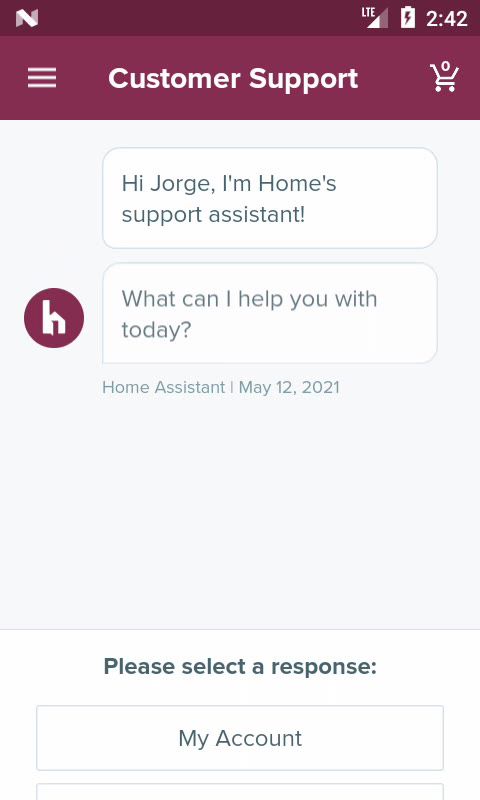 LTE 2:42
Customer Support
0
Hi Jorge, I'm Home's
support assistant!
What can I help you with
today?
h
Home Assistant | May 12, 2021
Please select a response:
My Account